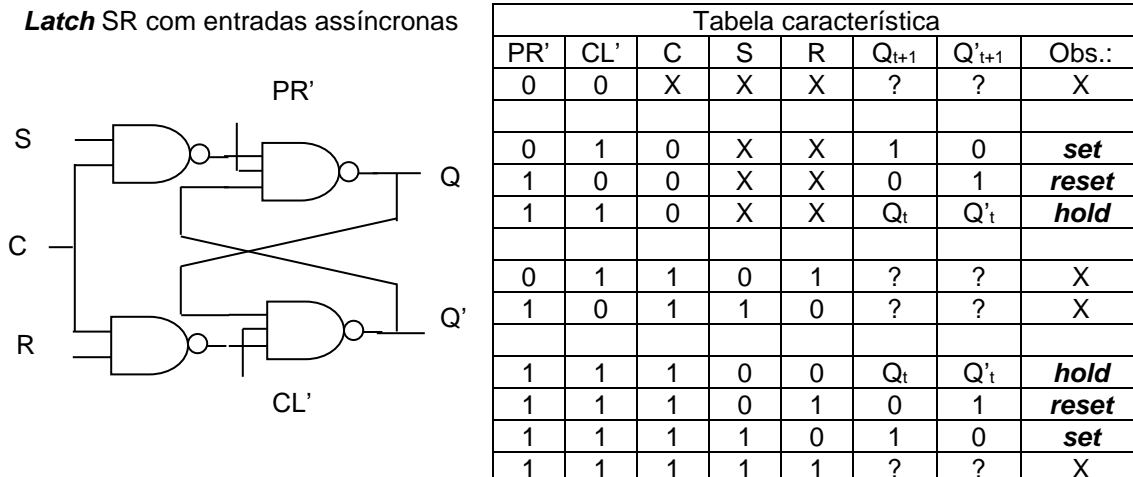 Latch SR com entradas assíncronas
PR'
S
Q
C
Q'
R
CL'
Tabela característica
PR' CL' C S R Qt+1 Q't+1 Obs.:
0 0 X X X ? ? X
0 1 0 X X 1 0 set
1 0 0 X X 0 1 reset
1 1 0 X X Qt Q't hold
0 1 1 0 1 ? ? X
1 0 1 1 0 ? ? X
1 1 1 0 0 Qt Q't hold
1 1 1 0 1 0 1 reset
1 1 1 1 0 1 0 set
1 1 1 1 1 ? ? X